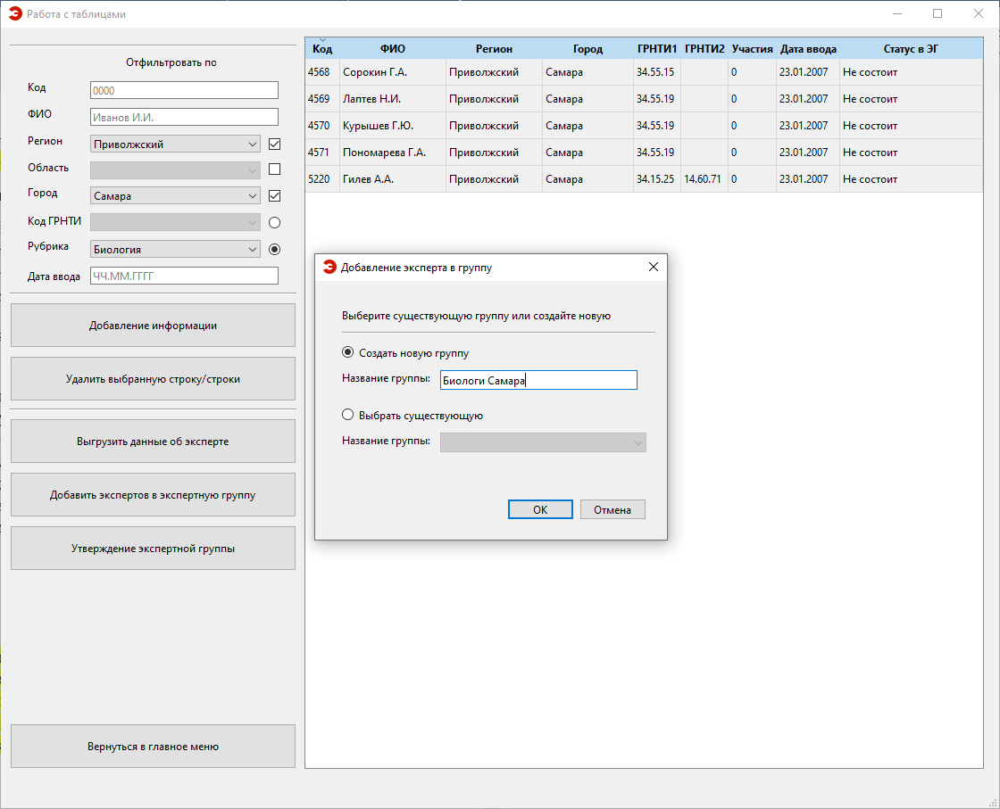 Работа с таблицами
Отфильтровать по
Код 0000
ФИО Иванов И.И.
Регион Приволжский
Область
Город Самара
Код ГРНТИ
Рубрика Биология
Дата ввода ЧЧ.ММ.ГГГГ
Добавление информации
Удалить выбранную строку/строки
Выгрузить данные об эксперте
Добавить экспертов в экспертную группу
Утверждение экспертной группы
Вернуться в главное меню
Код ФИО Регион Город ГРНТИ1 ГРНТИ2 Участия Дата ввода Статус в ЭГ
4568 Сорокин Г.А. Приволжский Самара 34.55.15 0 23.01.2007 Не состоит
4569 Лаптев Н.И. Приволжский Самара 34.55.19 0 23.01.2007 Не состоит
4570 Курышев Г.Ю. Приволжский Самара 34.55.19 0 23.01.2007 Не состоит
4571 Пономарева Г.А. Приволжский Самара 34.55.19 0 23.01.2007 Не состоит
5220 Гилев А.А. Приволжский Самара 34.15.25 14.60.71 0 23.01.2007 Не состоит
Добавление эксперта в группу
Выберите существующую группу или создайте новую
Создать новую группу
Название группы: Биологи Самара
Выбрать существующую
Название группы:
ОК Отмена